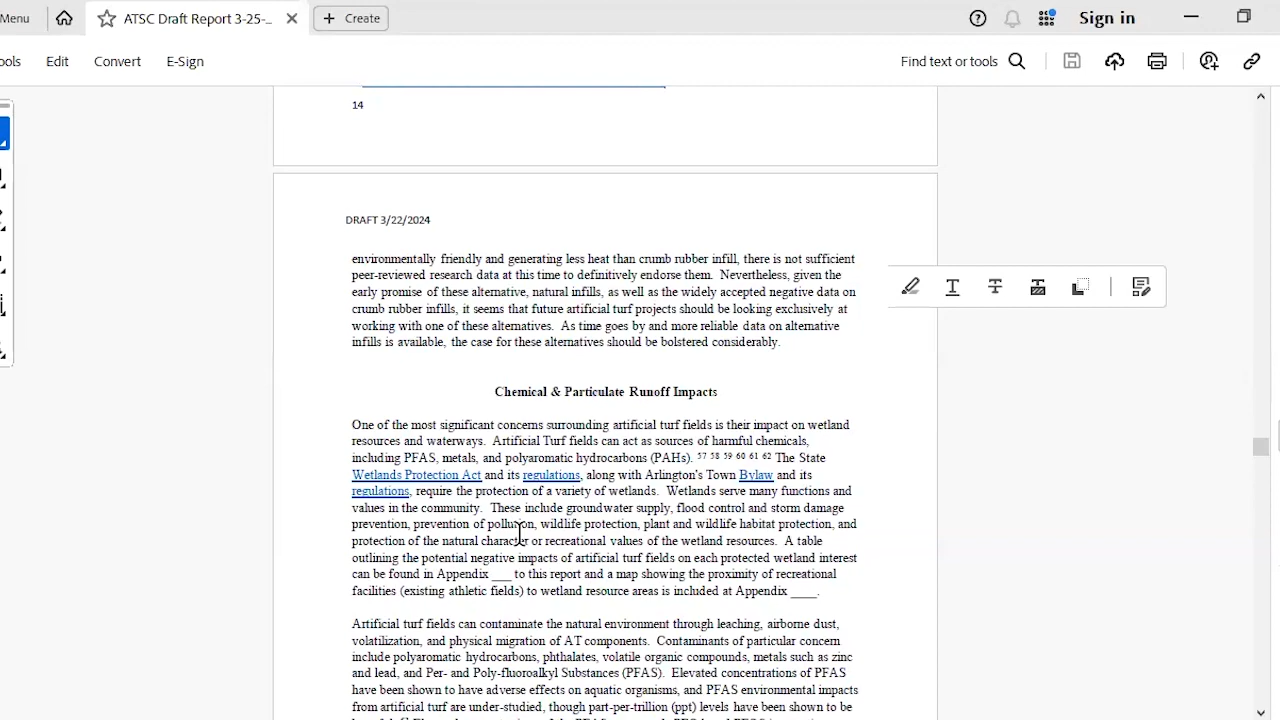 Menu
ATSC Draft Report 3-25-...
Create
Sign in
ools
Edit
Convert
E-Sign
Find text or tools
14
DRAFT 3/22/2024
environmentally friendly and generating less heat than crumb rubber infill, there is not sufficient
peer-reviewed research data at this time to definitively endorse them. Nevertheless, given the
early promise of these alternative, natural infills, as well as the widely accepted negative data on
crumb rubber infills, it seems that future artificial turf projects should be looking exclusively at
working with one of these alternatives. As time goes by and more reliable data on alternative
infills is available, the case for these alternatives should be bolstered considerably.
Chemical & Particulate Runoff Impacts
One of the most significant concerns surrounding artificial turf fields is their impact on wetland
resources and waterways. Artificial Turf fields can act as sources of harmful chemicals,
including PFAS, metals, and polyaromatic hydrocarbons (PAHs). 57 58 59 60 61 62 The State
Wetlands Protection Act and its regulations, along with Arlington's Town Bylaw and its
regulations, require the protection of a variety of wetlands. Wetlands serve many functions and
values in the community. These include groundwater supply, flood control and storm damage
prevention, prevention of pollution, wildlife protection, plant and wildlife habitat protection, and
protection of the natural character or recreational values of the wetland resources. A table
outlining the potential negative impacts of artificial turf fields on each protected wetland interest
can be found in Appendix ___ to this report and a map showing the proximity of recreational
facilities (existing athletic fields) to wetland resource areas is included at Appendix ____.
Artificial turf fields can contaminate the natural environment through leaching, airborne dust,
volatilization, and physical migration of AT components. Contaminants of particular concern
include polyaromatic hydrocarbons, phthalates, volatile organic compounds, metals such as zinc
and lead, and Per- and Poly-fluoroalkyl Substances (PFAS). Elevated concentrations of PFAS
have been shown to have adverse effects on aquatic organisms, and PFAS environmental impacts
from artificial turf are under-studied, though part-per-trillion (ppt) levels have been shown to be